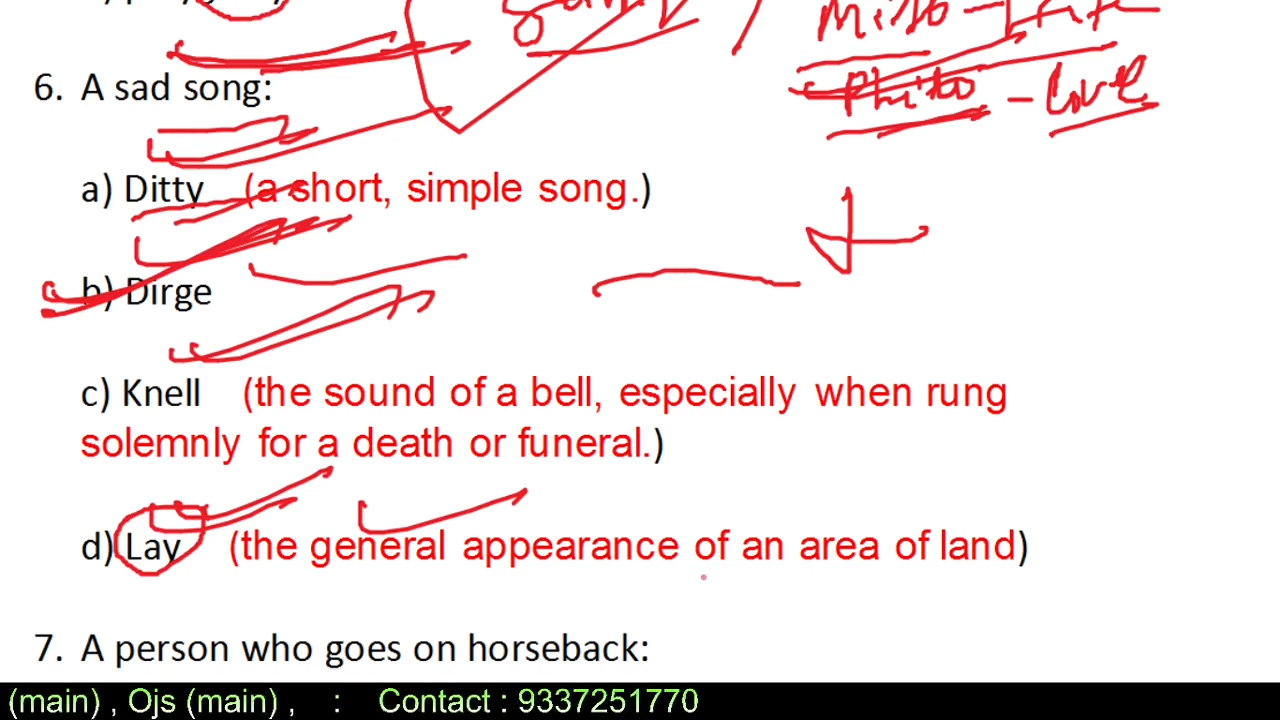 6. A sad song:
a) Ditty (a short, simple song.)
b) Dirge
c) Knell (the sound of a bell, especially when rung
solemnly for a death or funeral.)
d) Lay (the general appearance of an area of land)
7. A person who goes on horseback:
(main) , Ojs (main) , : Contact : 9337251770